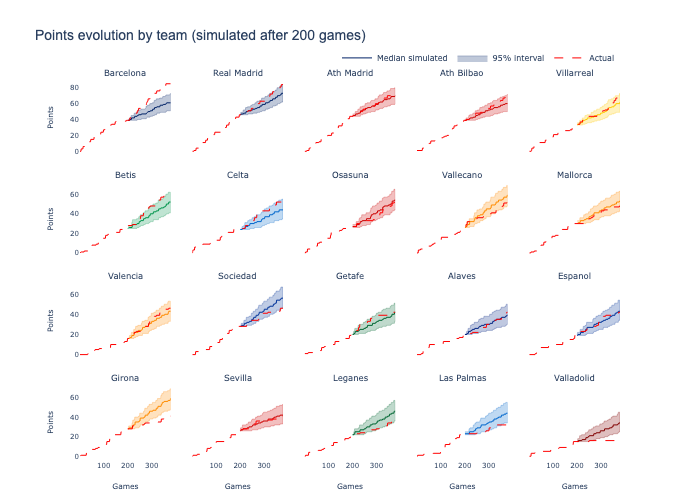 Points evolution by team (simulated after 200 games)
Median simulated 95% interval Actual
Barcelona Real Madrid Ath Madrid Ath Bilbao Villarreal
80
60
40
20
0
Points
Betis Celta Osasuna Vallecano Mallorca
60
40
20
0
Points
Valencia Sociedad Getafe Alaves Espanol
60
40
20
0
Points
Girona Sevilla Leganes Las Palmas Valladolid
60
40
20
0
Points
100 200 300 100 200 300 100 200 300 100 200 300 100 200 300
Games Games Games Games Games